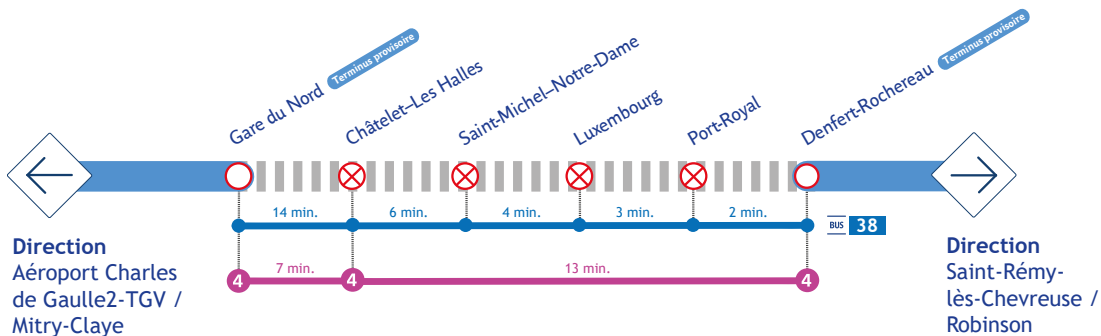 Gare du Nord
Terminus provisoire
Châtelet–Les Halles
Saint-Michel–Notre-Dame
Luxembourg
Port-Royal
Denfert-Rochereau
Terminus provisoire
14 min.
6 min.
4 min.
3 min.
2 min.
BUS 38
7 min.
13 min.
4
4
4
Direction
Aéroport Charles
de Gaulle2-TGV /
Mitry-Claye
Direction
Saint-Rémy-
lès-Chevreuse /
Robinson